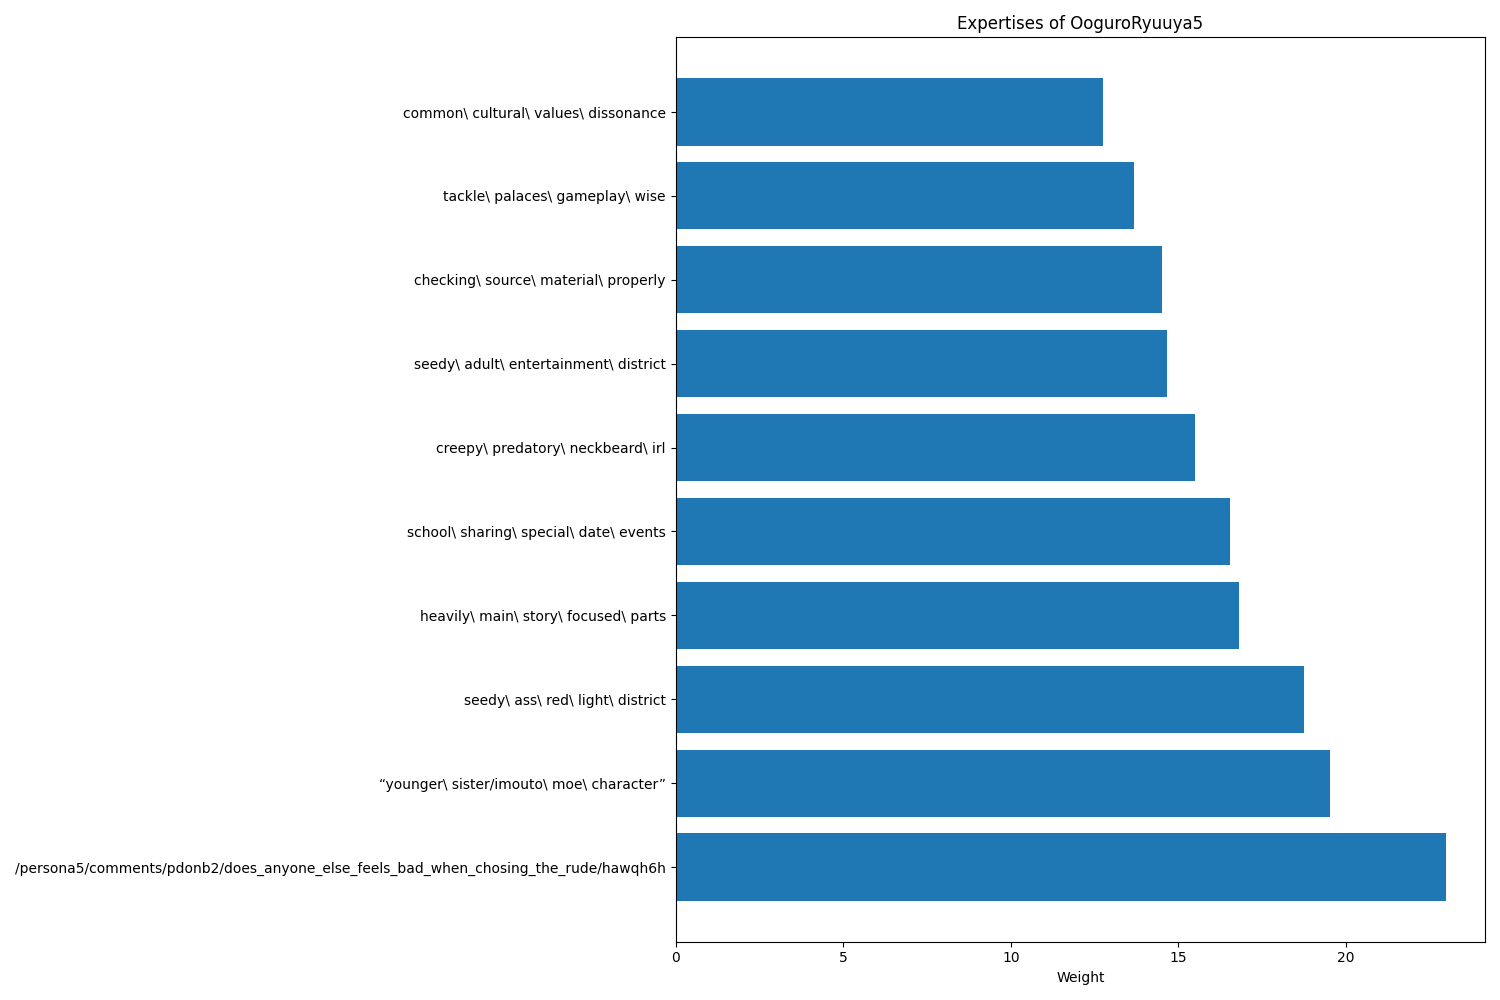 Expertises of OoguroRyuuya5
common\ cultural\ values\ dissonance
tackle\ palaces\ gameplay\ wise
checking\ source\ material\ properly
seedy\ adult\ entertainment\ district
creepy\ predatory\ neckbeard\ irl
school\ sharing\ special\ date\ events
heavily\ main\ story\ focused\ parts
seedy\ ass\ red\ light\ district
“younger\ sister/imouto\ moe\ character”
/persona5/comments/pdonb2/does_anyone_else_feels_bad_when_chosing_the_rude/hawqh6h
0 5 10 15 20
Weight